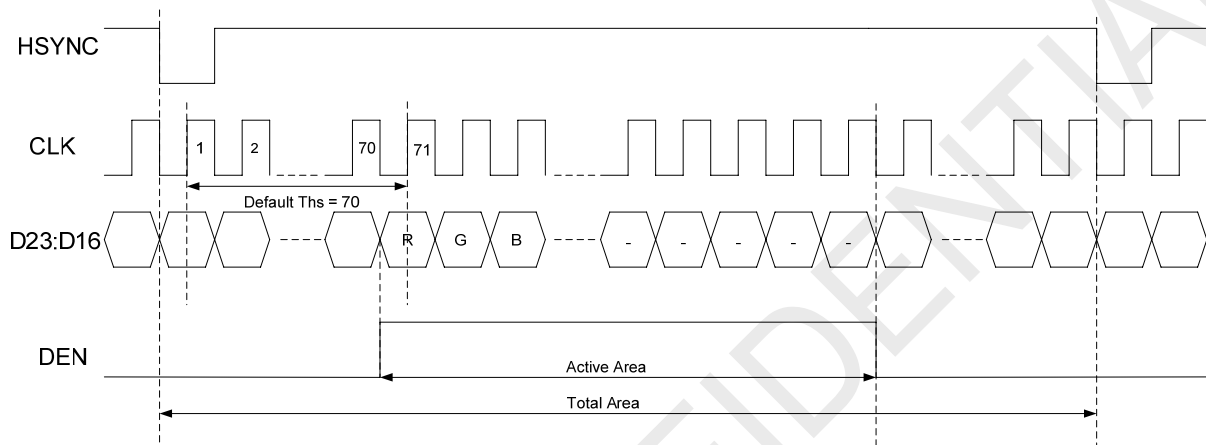 HSYNC
CLK
1 2 70 71
Default Ths = 70
D23:D16
R G B - - - - -
DEN
Active Area
Total Area